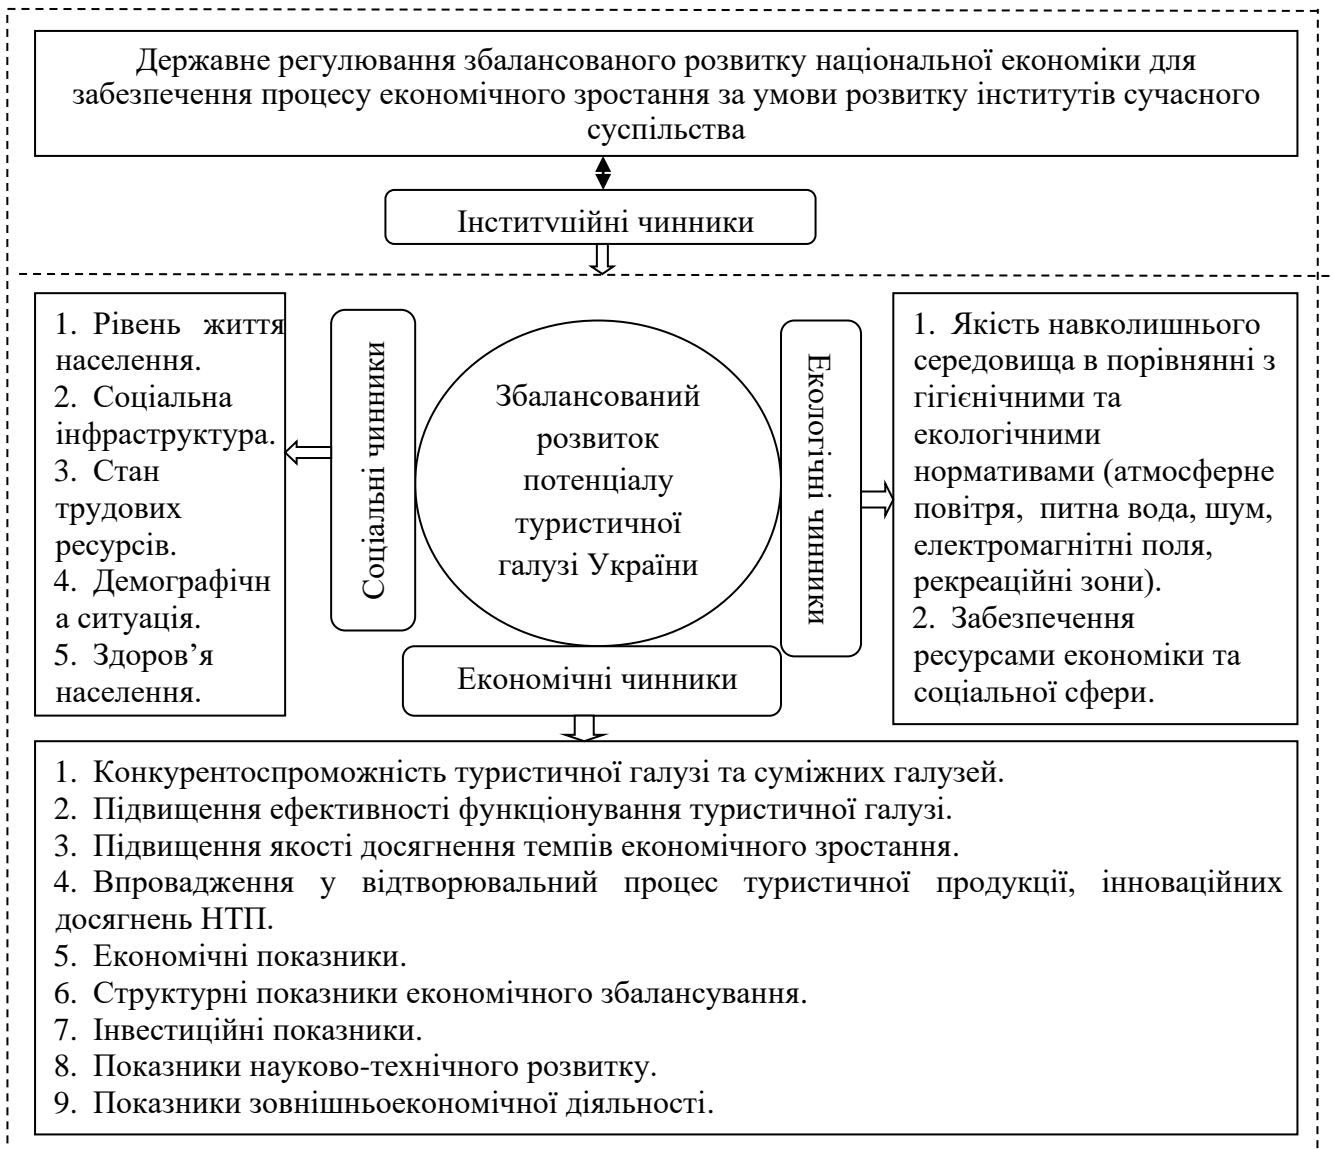 Державне регулювання збалансованого розвитку національної економіки для
забезпечення процесу економічного зростання за умови розвитку інститутів сучасного
суспільства
Інституційні чинники
1. Рівень життя
населення.
2. Соціальна
інфраструктура.
3. Стан
трудових
ресурсів.
4. Демографічн
а ситуація.
5. Здоров’я
населення.
Соціальні чинники
Збалансований
розвиток
потенціалу
туристичної
галузі України
Екологічні чинники
1. Якість навколишнього
середовища в порівнянні з
гігієнічними та
екологічними
нормативами (атмосферне
повітря, питна вода, шум,
електромагнітні поля,
рекреаційні зони).
2. Забезпечення
ресурсами економіки та
соціальної сфери.
Економічні чинники
1. Конкурентоспроможність туристичної галузі та суміжних галузей.
2. Підвищення ефективності функціонування туристичної галузі.
3. Підвищення якості досягнення темпів економічного зростання.
4. Впровадження у відтворювальний процес туристичної продукції, інноваційних
досягнень НТП.
5. Економічні показники.
6. Структурні показники економічного збалансування.
7. Інвестиційні показники.
8. Показники науково-технічного розвитку.
9. Показники зовнішньоекономічної діяльності.